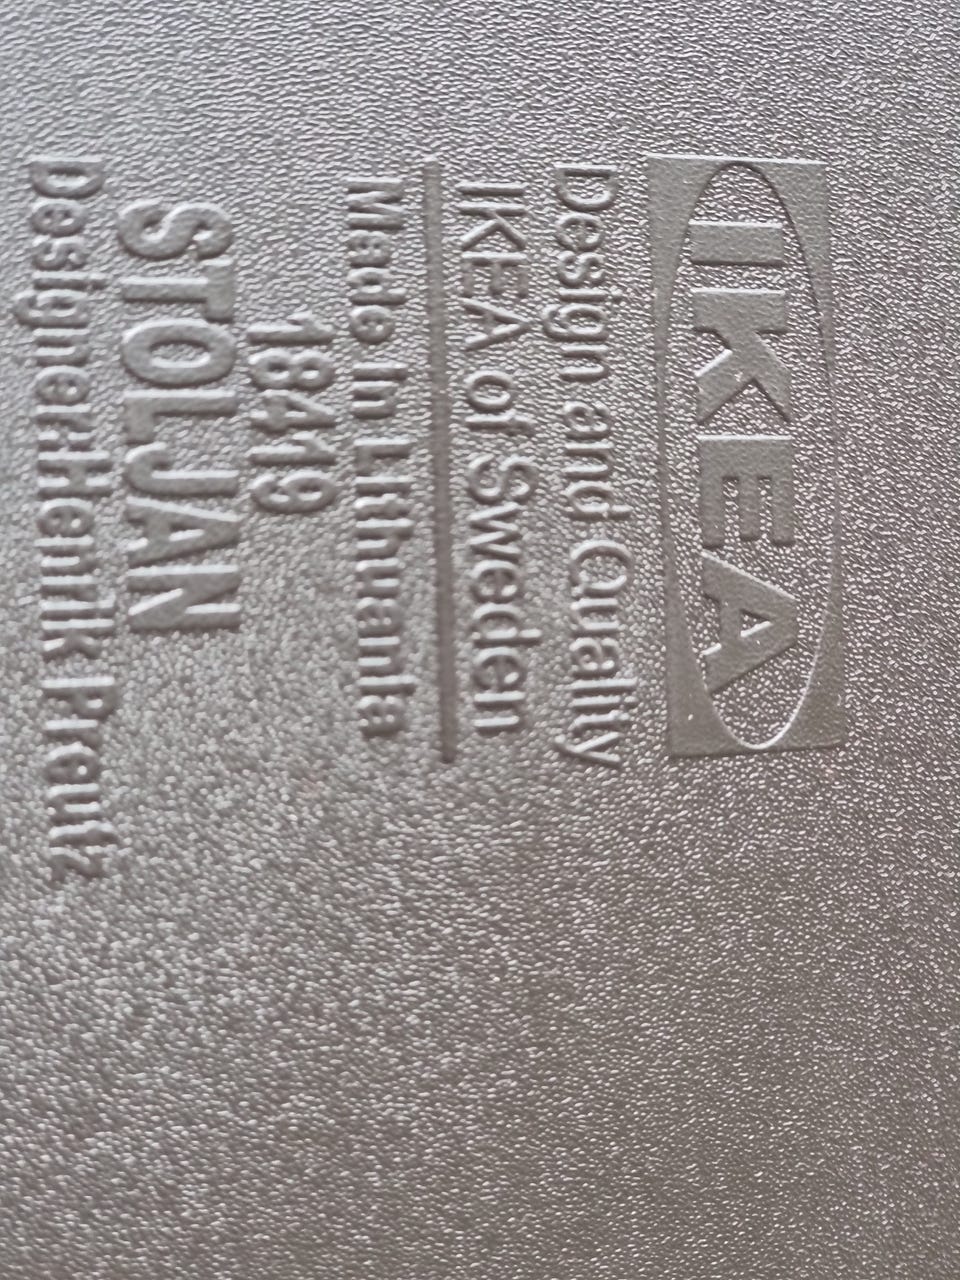 IKEA
Design and Quality
IKEA of Sweden
Made in Lithuania
18419
STOLJAN
Designer:Henrik Preutz